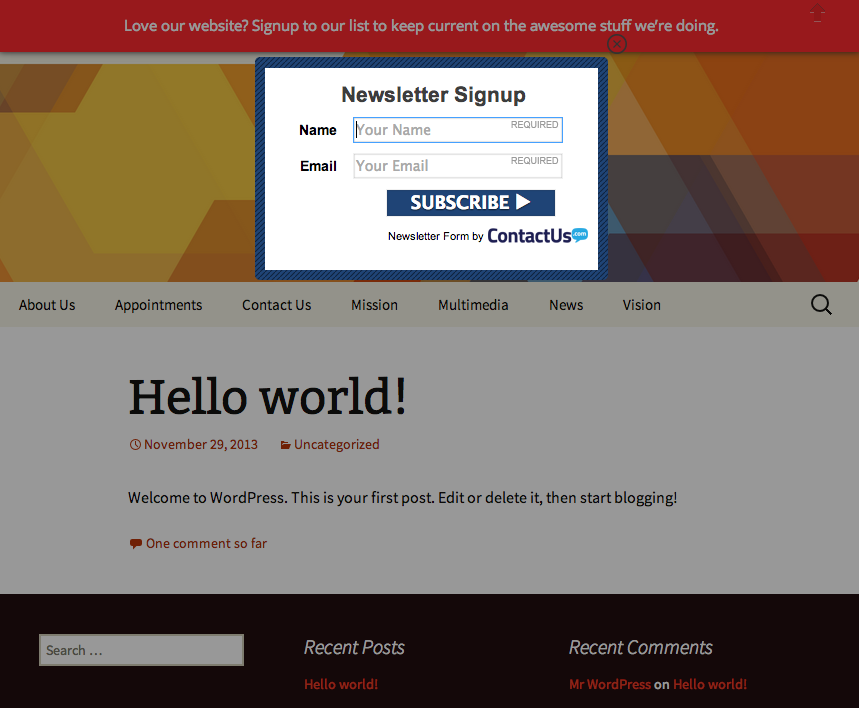 Love our website? Signup to our list to keep current on the awesome stuff we're doing.
Newsletter Signup
Name Your Name REQUIRED
Email Your Email REQUIRED
SUBSCRIBE
Newsletter Form by ContactUs.com
About Us Appointments Contact Us Mission Multimedia News Vision
Hello world!
November 29, 2013 Uncategorized
Welcome to WordPress. This is your first post. Edit or delete it, then start blogging!
One comment so far
Search … Recent Posts Recent Comments
Hello world! Mr WordPress on Hello world!